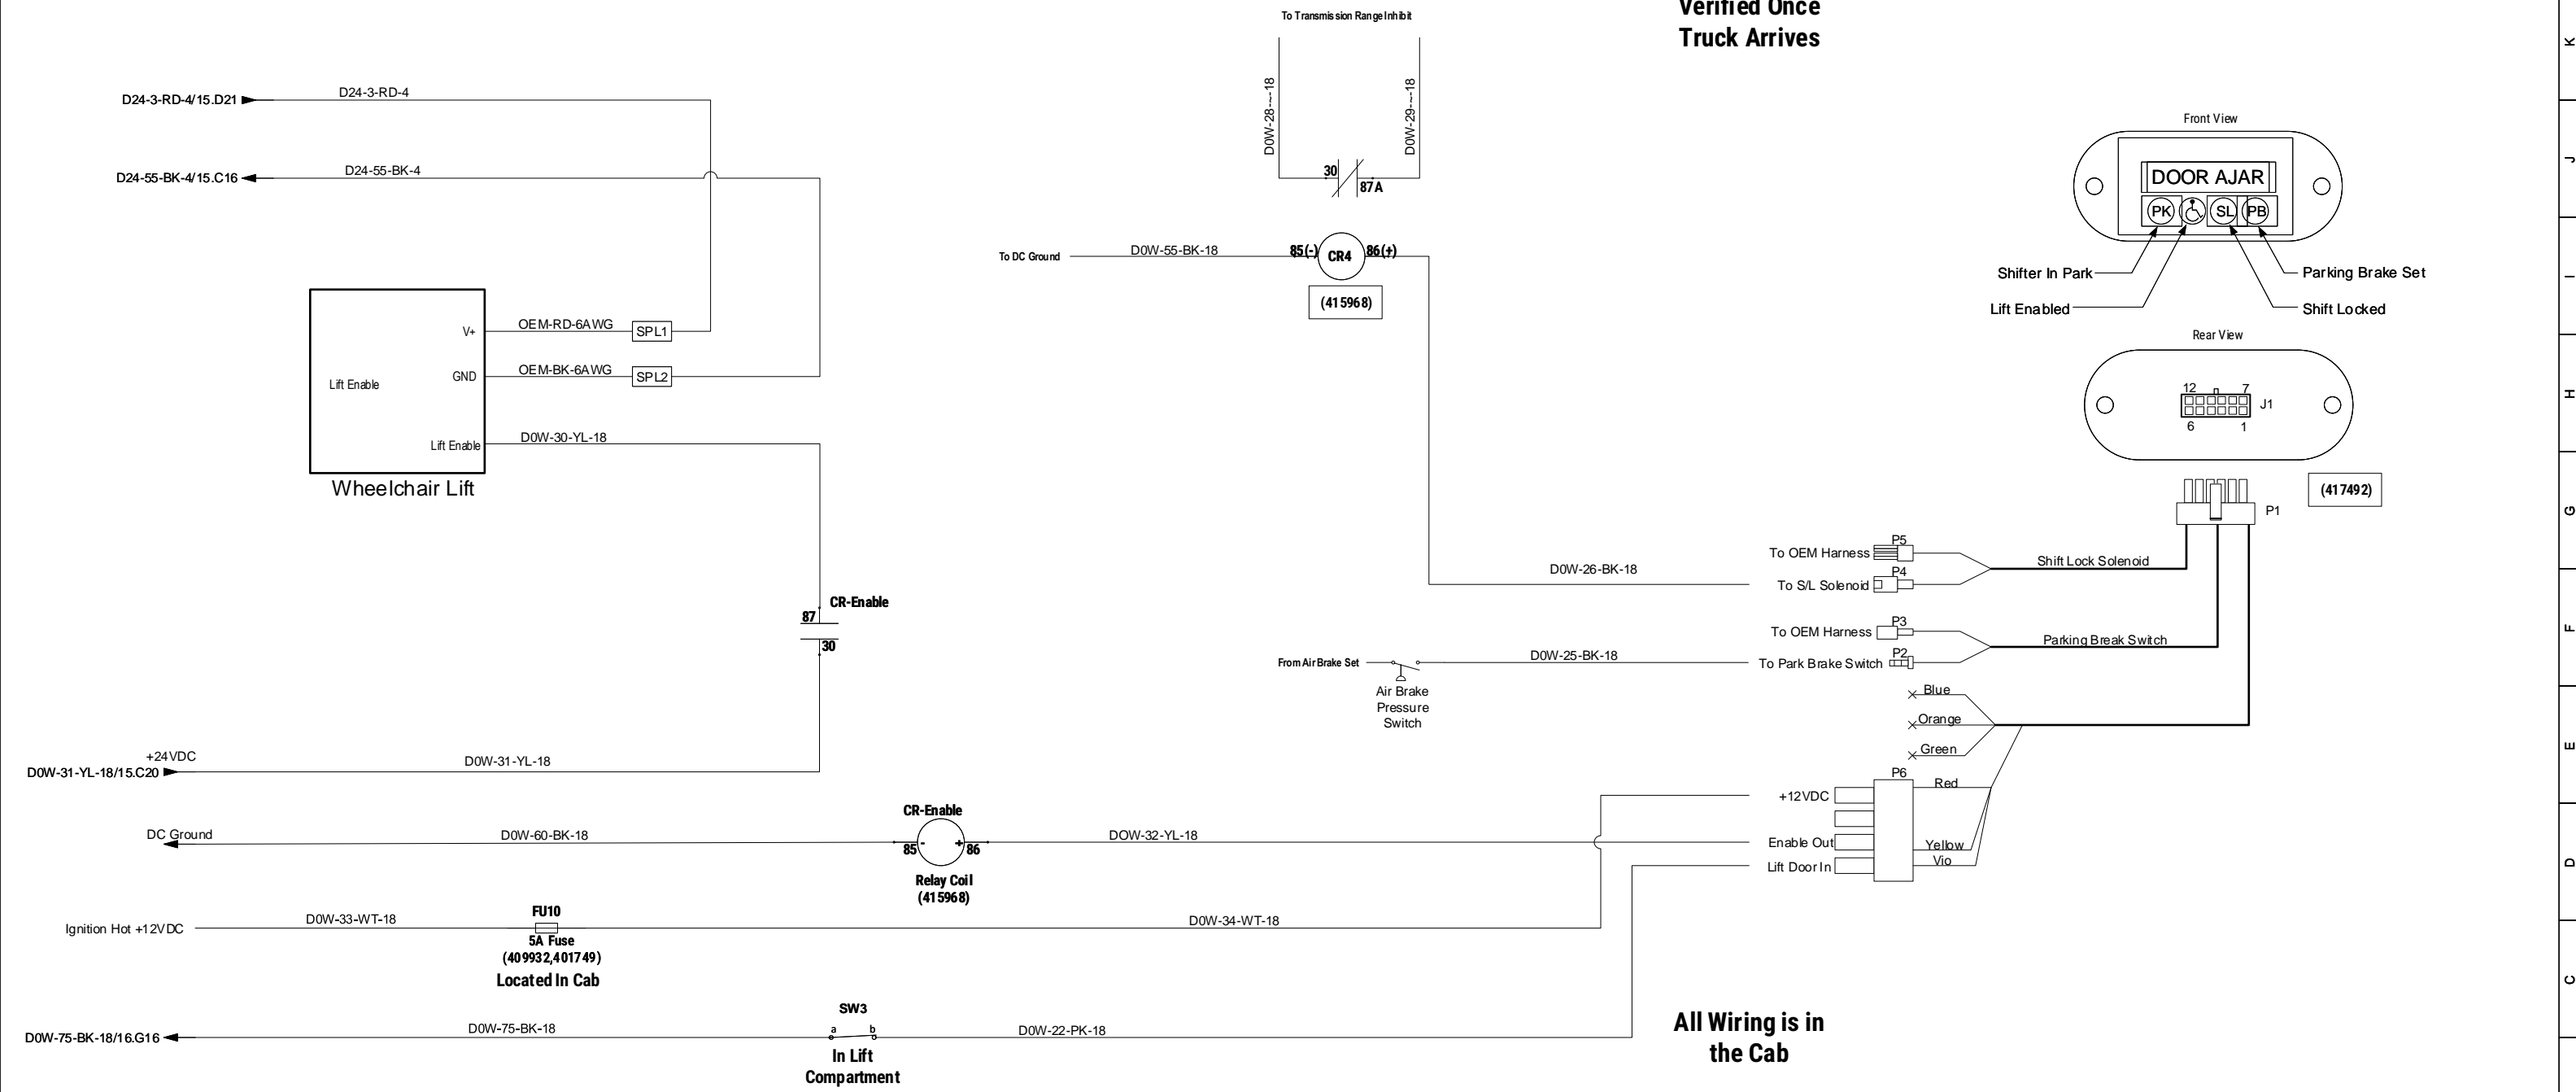 Verified Once
Truck Arrives
To Transmission Range Inhibit
K
D24-3-RD-4/15.D21
D24-3-RD-4
D0W-28-~-18
D0W-29-~-18
Front View
J
D24-55-BK-4/15.C16
D24-55-BK-4
30
87A
DOOR AJAR
PK
SL
PB
To DC Ground
D0W-55-BK-18
85(-)
CR4
86(+)
(415968)
Shifter In Park
Parking Brake Set
Lift Enabled
Shift Locked
I
V+
OEM-RD-6AWG
SPL1
Rear View
GND
OEM-BK-6AWG
SPL2
Lift Enable
12
7
J1
6
1
H
Lift Enable
D0W-30-YL-18
Wheelchair Lift
(417492)
P1
G
P5
To OEM Harness
Shift Lock Solenoid
D0W-26-BK-18
P4
To S/L Solenoid
CR-Enable
87
30
P3
To OEM Harness
Parking Break Switch
F
From Air Brake Set
D0W-25-BK-18
P2
To Park Brake Switch
Air Brake
Pressure
Switch
Blue
Orange
Green
E
+24VDC
D0W-31-YL-18/15.C20
D0W-31-YL-18
P6
Red
+12VDC
CR-Enable
DC Ground
D0W-60-BK-18
85
-
+
86
DOW-32-YL-18
Enable Out
Yellow
Vio
Lift Door In
D
Relay Coil
(415968)
Ignition Hot +12VDC
D0W-33-WT-18
FU10
5A Fuse
(409932,401749)
Located In Cab
D0W-34-WT-18
C
SW3
D0W-75-BK-18/16.G16
D0W-75-BK-18
a
b
D0W-22-PK-18
In Lift
Compartment
All Wiring is in
the Cab